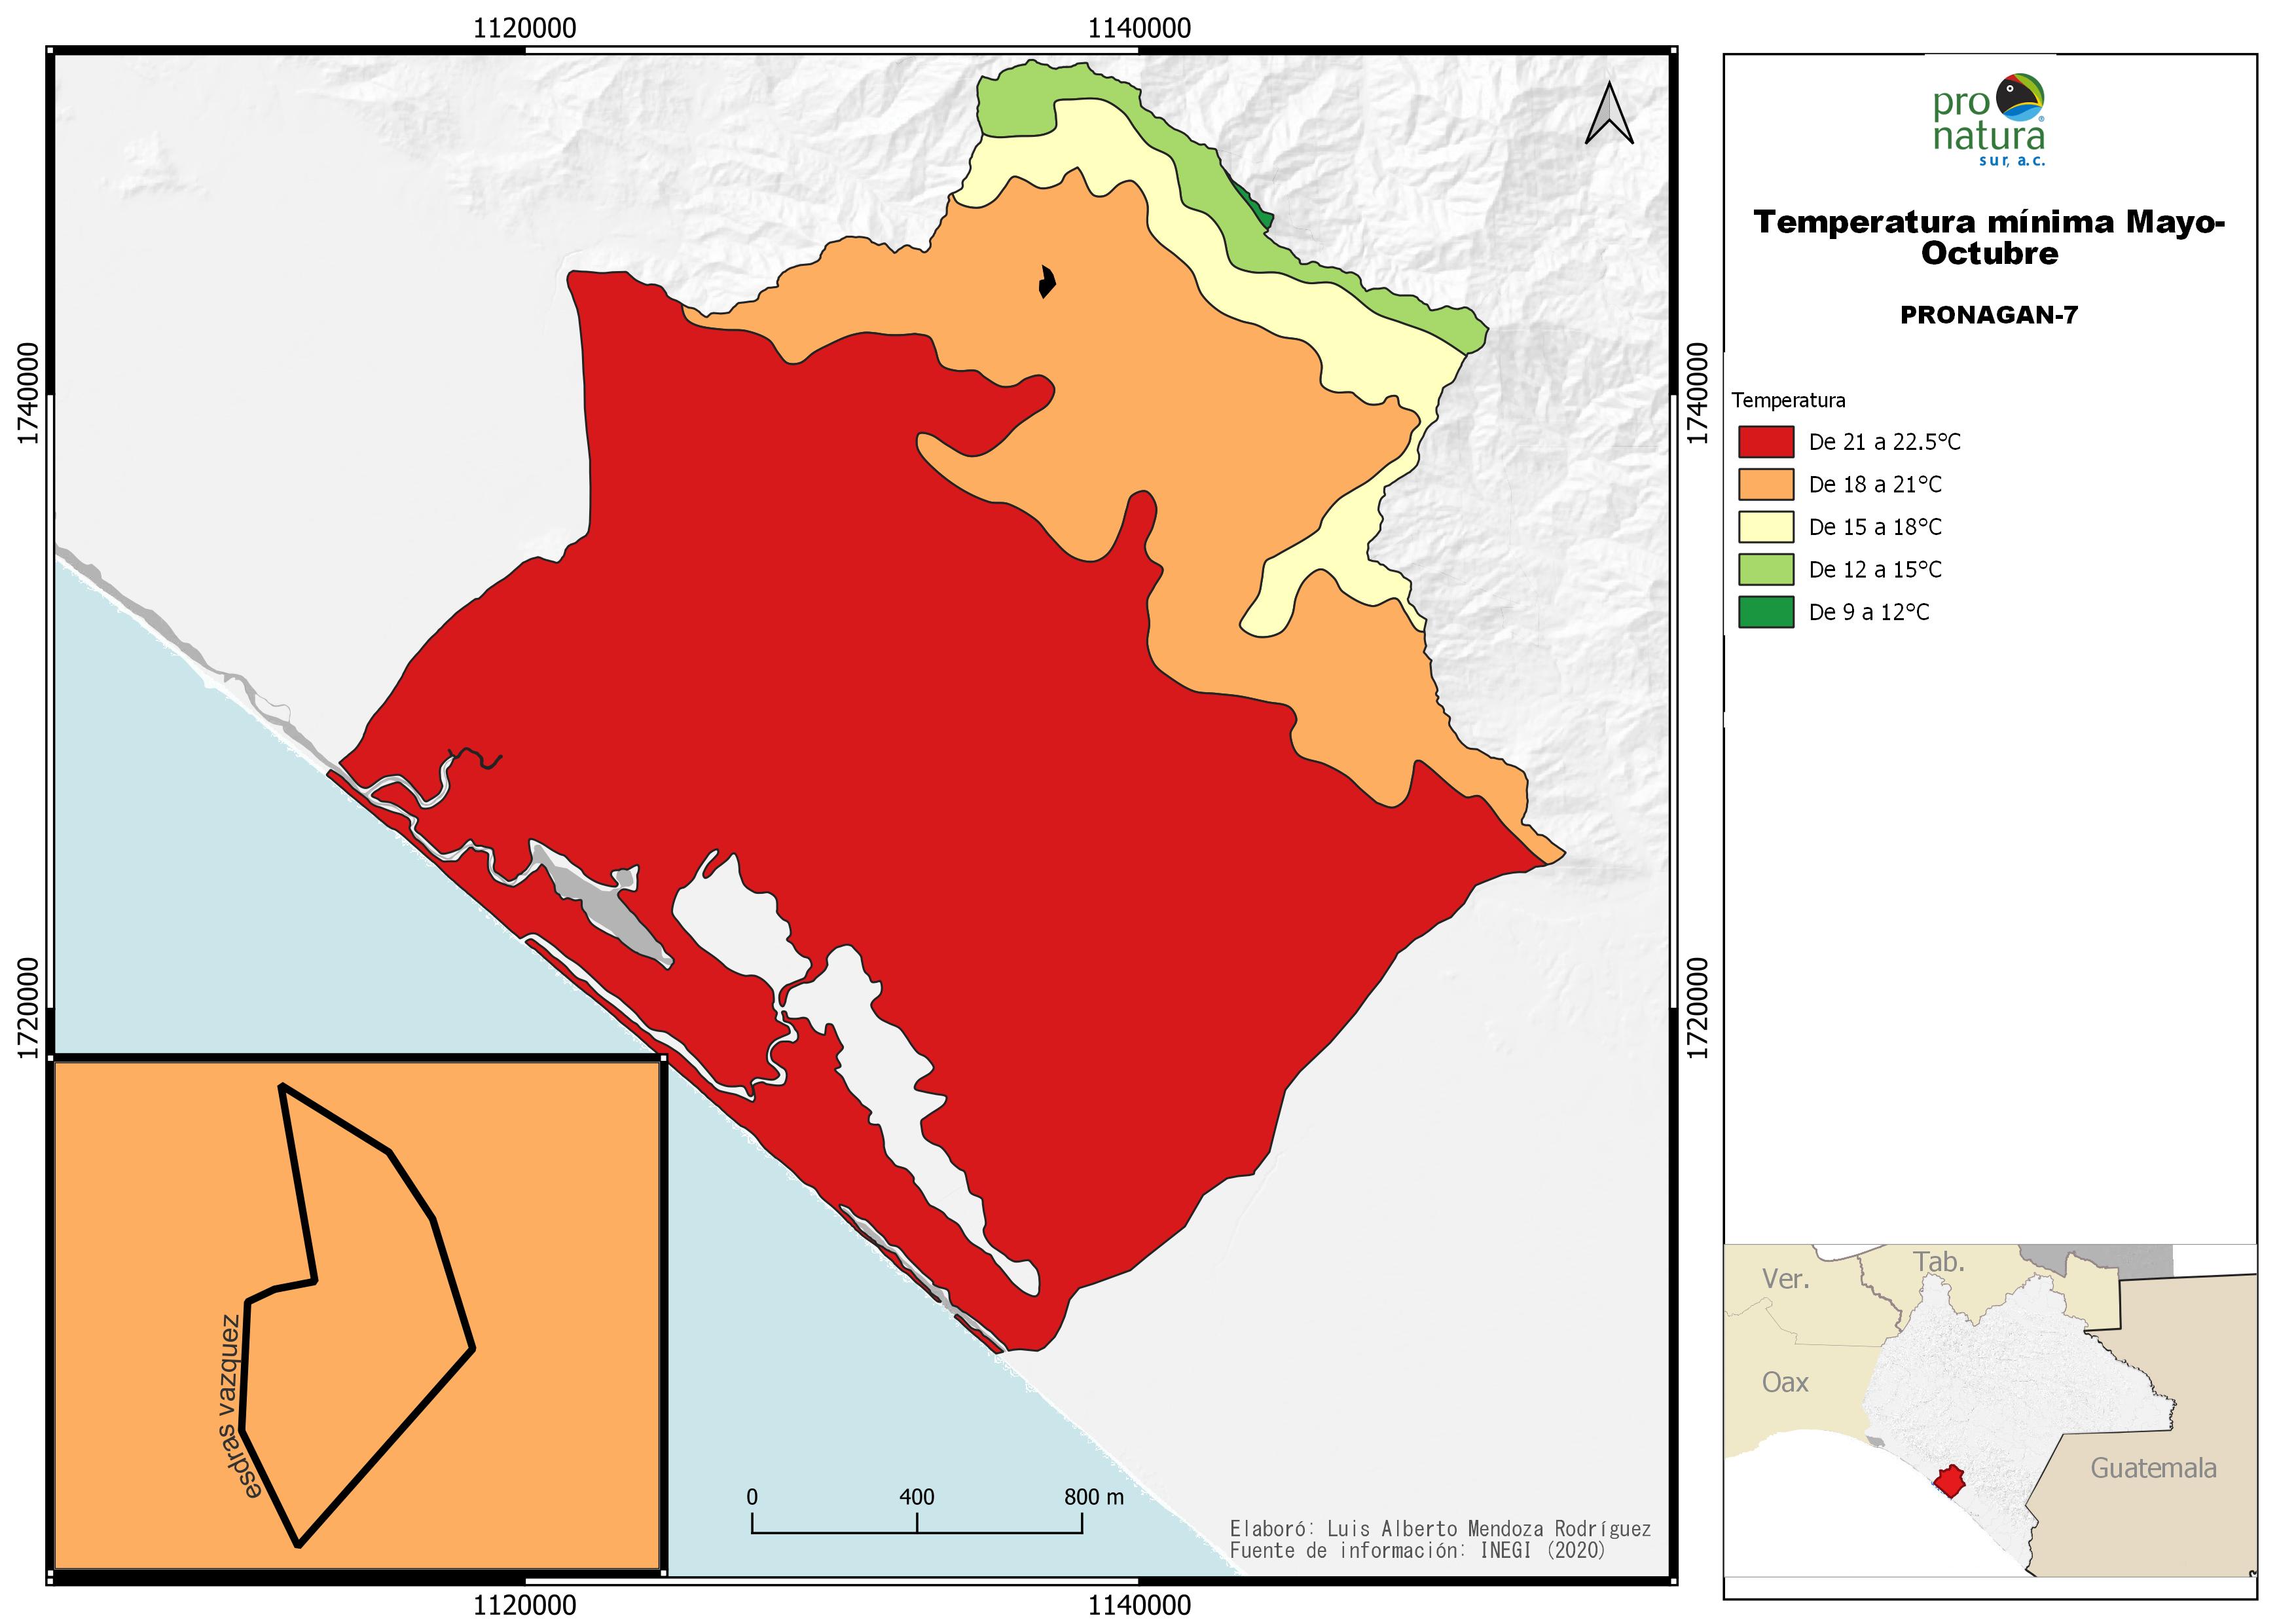 1120000
1140000
1740000
1740000
1720000
1720000
esdras vazquez
0
400
800 m
Elaboró: Luis Alberto Mendoza Rodríguez
Fuente de información: INEGI (2020)
1120000
1140000
pro
natura
sur, a.c.
Temperatura mínima Mayo-
Octubre
PRONAGAN-7
Temperatura
De 21 a 22.5°C
De 18 a 21°C
De 15 a 18°C
De 12 a 15°C
De 9 a 12°C
Ver.
Tab.
Oax
Guatemala